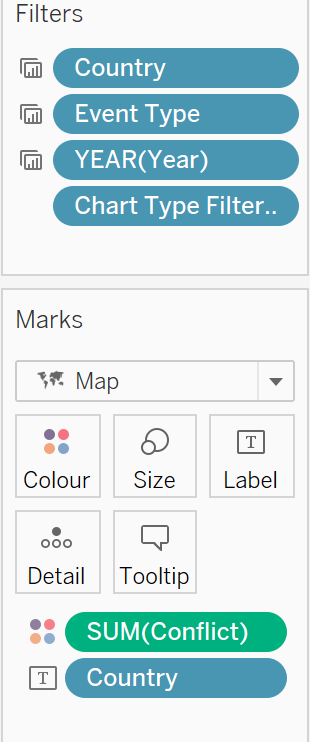 Filters
Country
Event Type
YEAR(Year)
Chart Type Filter..
Marks
Map
Colour Size T Label
Detail Tooltip
SUM(Conflict)
T Country